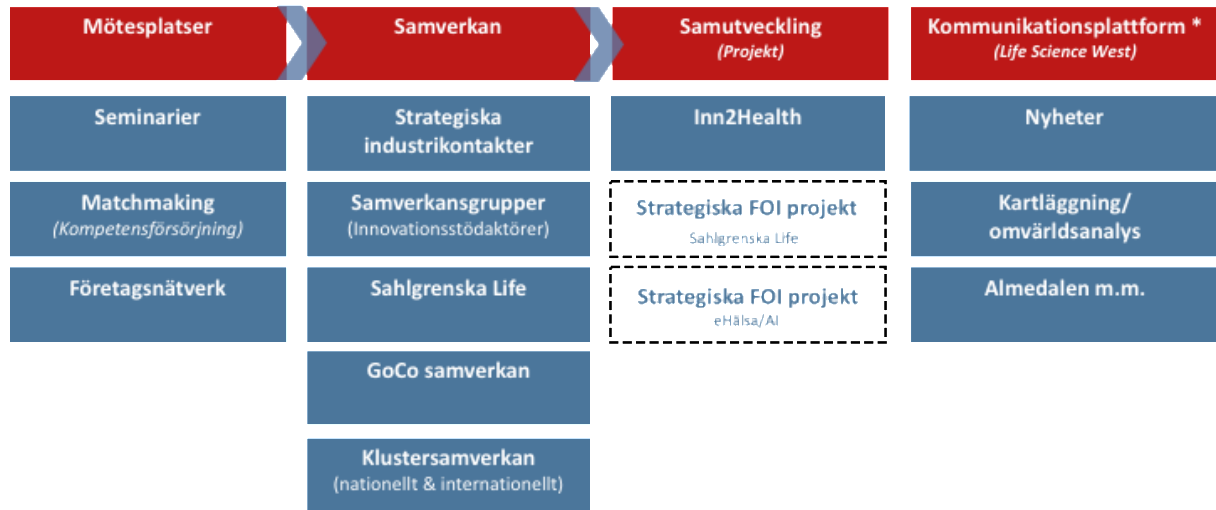 Mötesplatser
Seminarier
Matchmaking
(Kompetensförsörjning)
Företagsnätverk
Samverkan
Strategiska
industrikontakter
Samverkansgrupper
(Innovationsstödaktörer)
Sahlgrenska Life
GoCo samverkan
Klustersamverkan
(nationellt & internationellt)
Samutveckling
(Projekt)
Inn2Health
Strategiska FOI projekt
Sahlgrenska Life
Strategiska FOI projekt
eHälsa/AI
Kommunikationsplattform *
(Life Science West)
Nyheter
Kartläggning/
omvärldsanalys
Almedalen m.m.